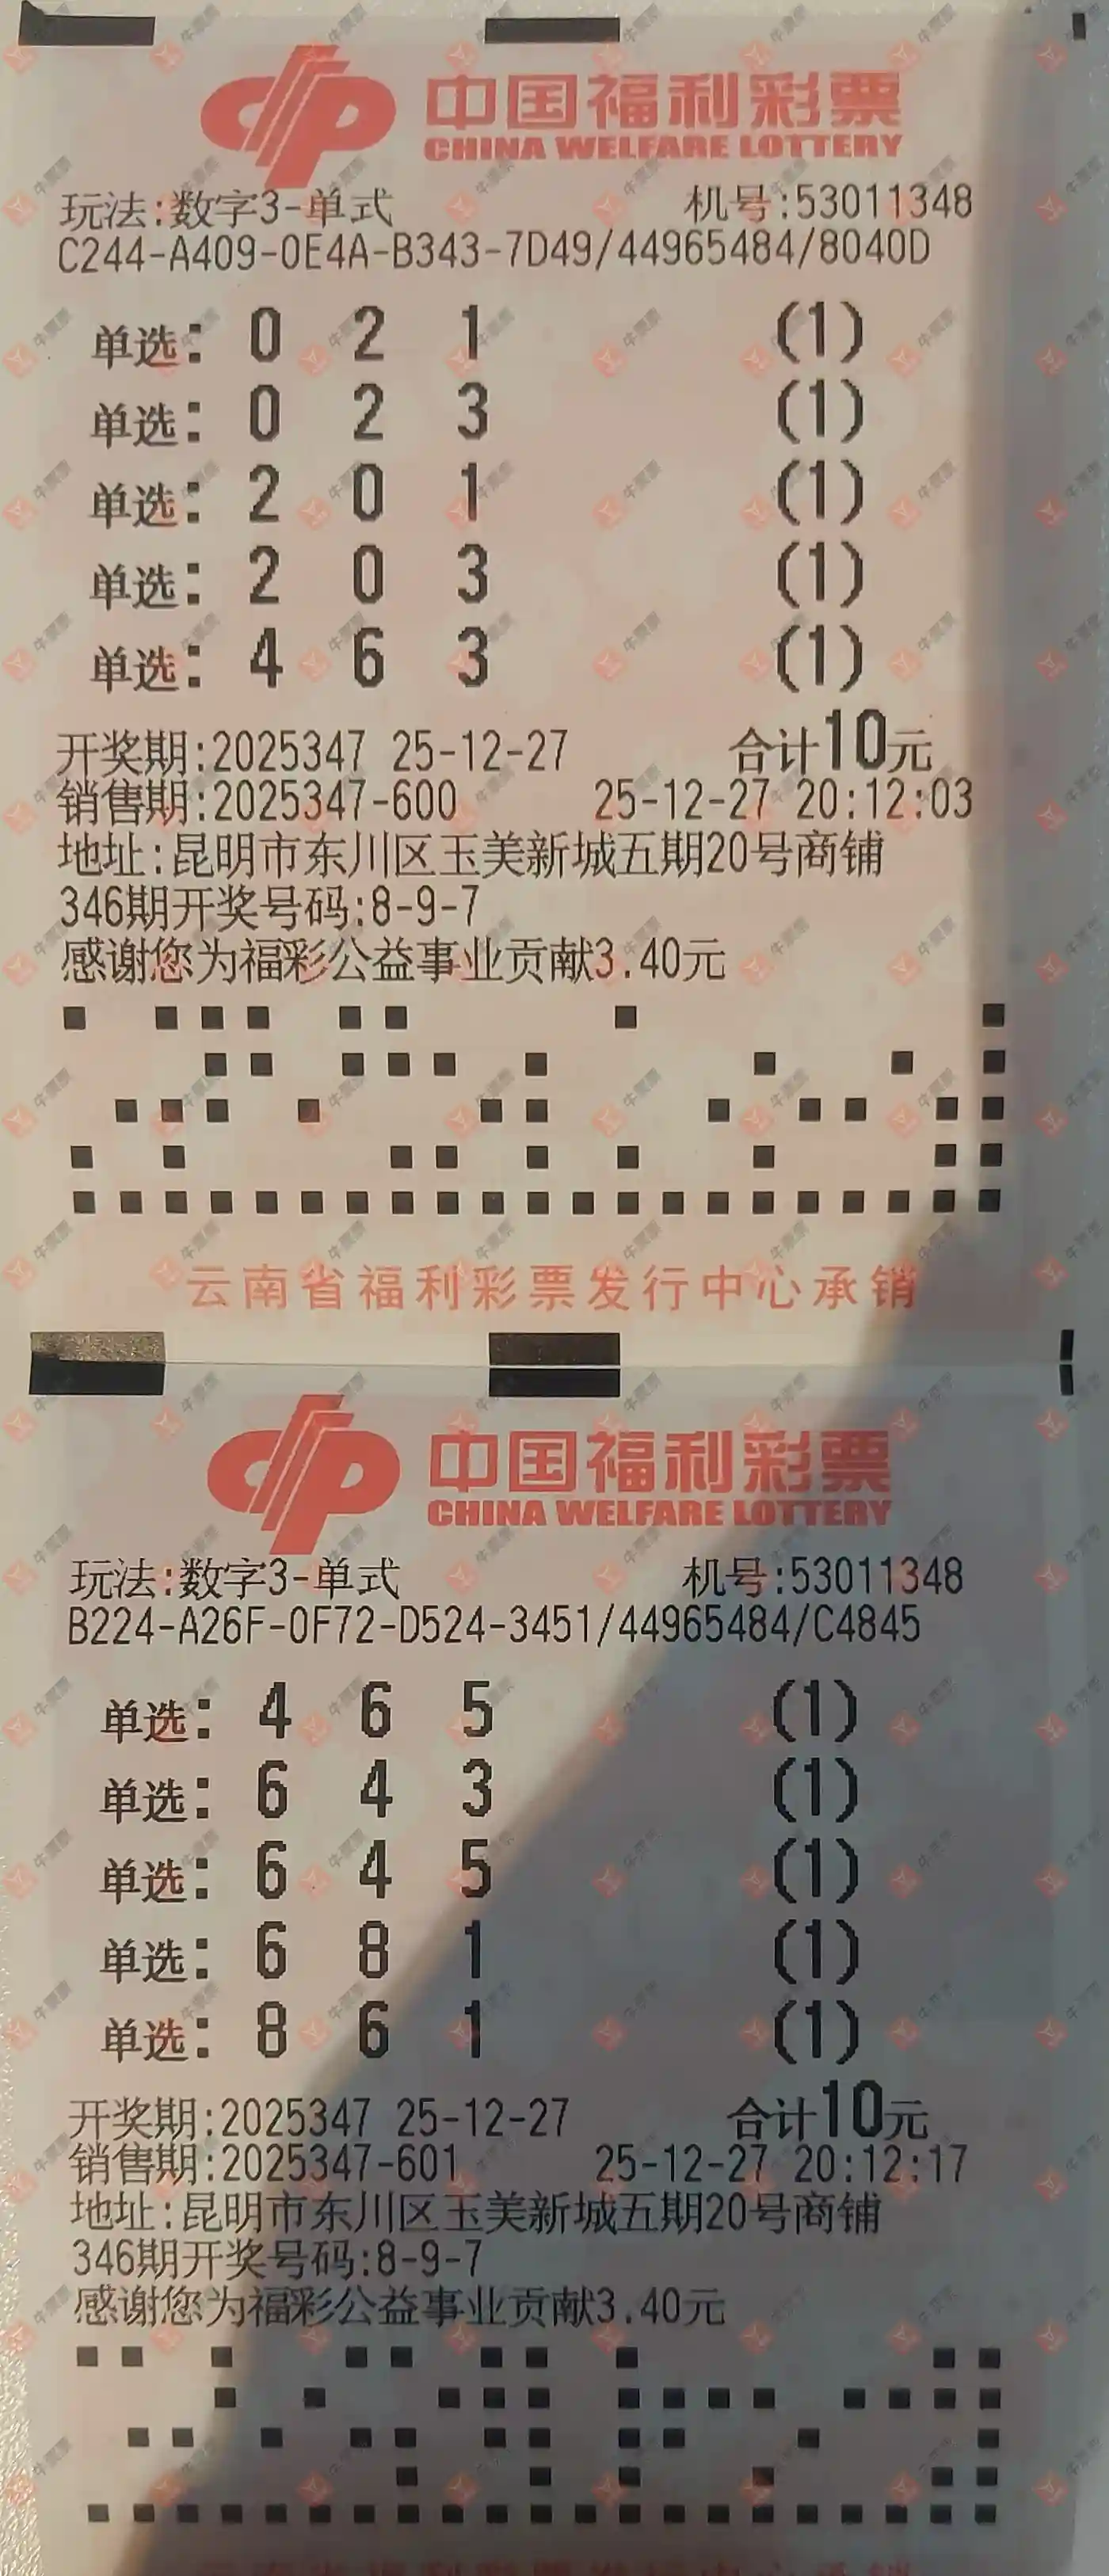 中国福利彩票
CHINA WELFARE LOTTERY
玩法:数字3-单式 机号:53011348
C244-A409-0E4A-B343-7D49/44965484/8040D
单选: 0 2 1 (1)
单选: 0 2 3 (1)
单选: 2 0 1 (1)
单选: 2 0 3 (1)
单选: 4 6 3 (1)
开奖期:2025347 25-12-27 合计10元
销售期:2025347-600 25-12-27 20:12:03
地址:昆明市东川区玉美新城五期20号商铺
346期开奖号码:8-9-7
感谢您为福彩公益事业贡献3.40元
云南省福利彩票发行中心承销
中国福利彩票
CHINA WELFARE LOTTERY
玩法:数字3-单式 机号:53011348
B224-A26F-0F72-D524-3451/44965484/C4845
单选: 4 6 5 (1)
单选: 6 4 3 (1)
单选: 6 4 5 (1)
单选: 6 8 1 (1)
单选: 8 6 1 (1)
开奖期:2025347 25-12-27 合计10元
销售期:2025347-601 25-12-27 20:12:17
地址:昆明市东川区玉美新城五期20号商铺
346期开奖号码:8-9-7
感谢您为福彩公益事业贡献3.40元